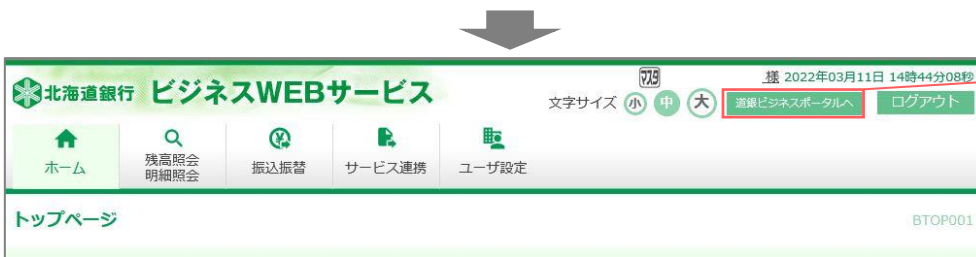 北海道銀行 ビジネスWEBサービス
ﾏｽﾀ 様 2022年03月11日 14時44分08秒
文字サイズ 小 中 大 道銀ビジネスポータルへ ログアウト
ホーム 残高照会 明細照会 振込振替 サービス連携 ユーザ設定
トップページ BTOP001